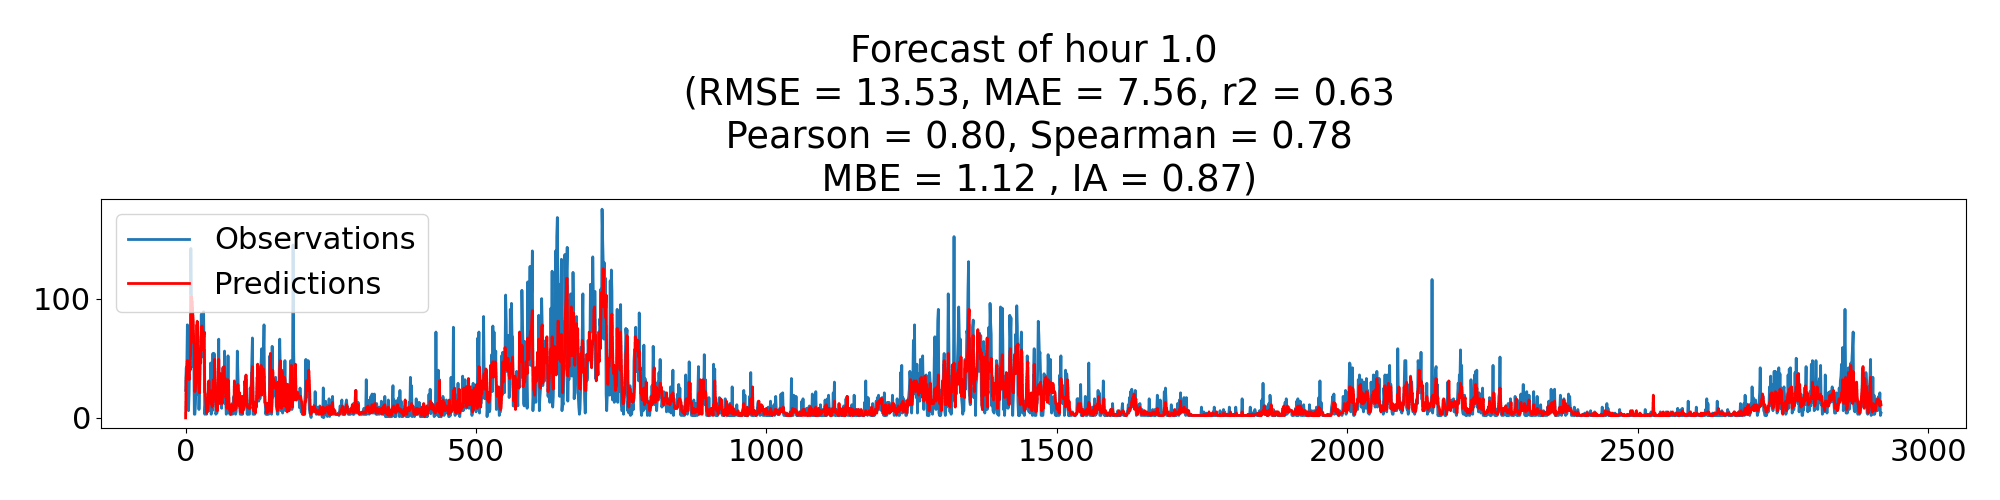 Forecast of hour 1.0
(RMSE = 13.53, MAE = 7.56, r2 = 0.63
Pearson = 0.80, Spearman = 0.78
MBE = 1.12 , IA = 0.87)
Observations
Predictions
100
0
0 500 1000 1500 2000 2500 3000